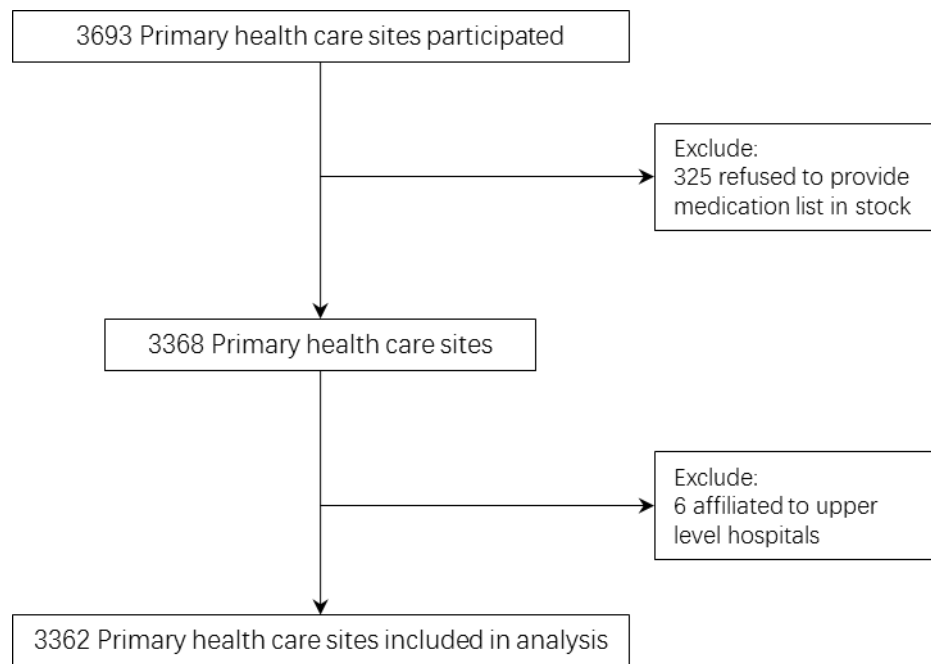 3693 Primary health care sites participated
Exclude:
325 refused to provide
medication list in stock
3368 Primary health care sites
Exclude:
6 affiliated to upper
level hospitals
3362 Primary health care sites included in analysis